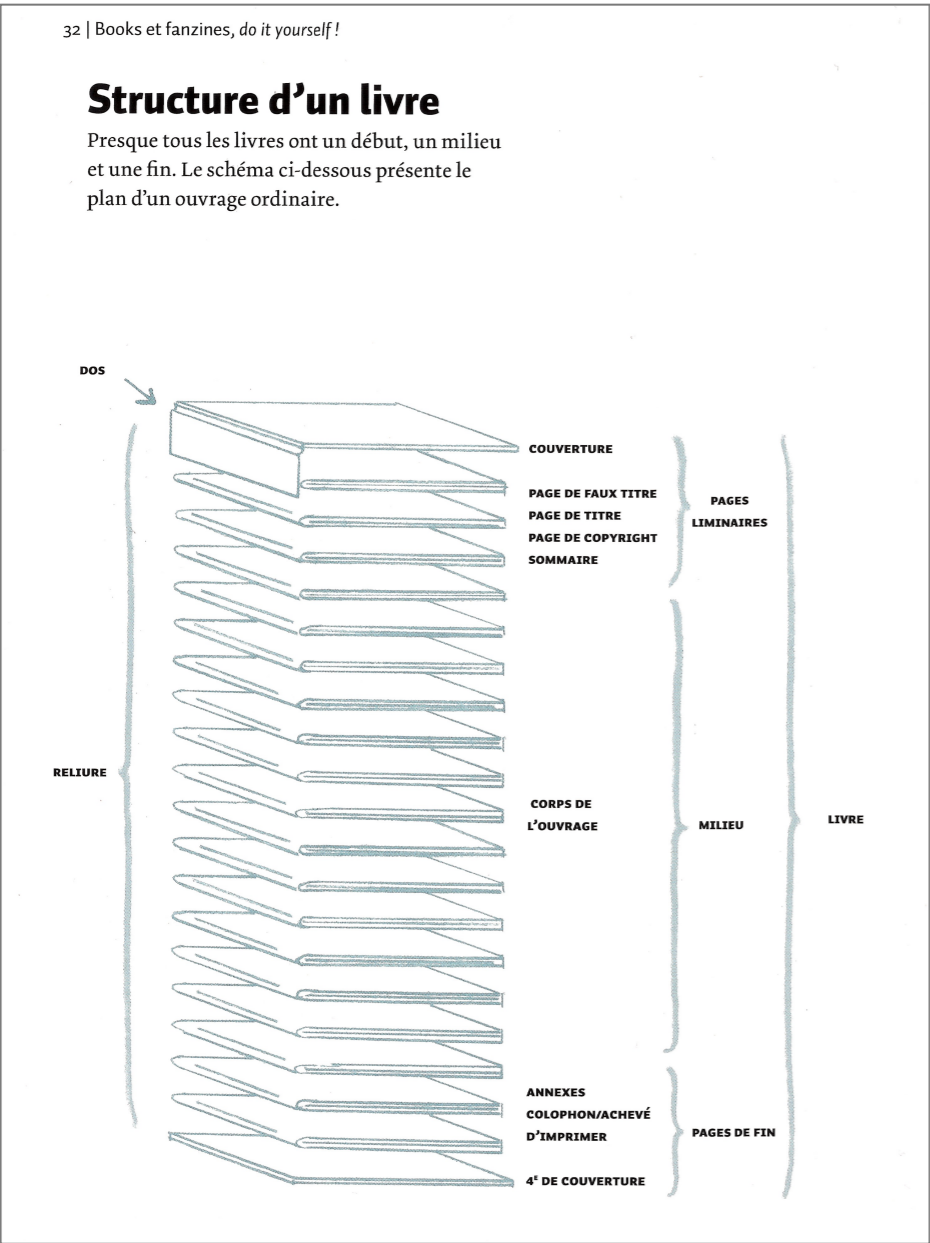 32 | Books et fanzines, do it yourself !
Structure d’un livre
Presque tous les livres ont un début, un milieu
et une fin. Le schéma ci-dessous présente le
plan d’un ouvrage ordinaire.
DOS
COUVERTURE
PAGE DE FAUX TITRE
PAGE DE TITRE
PAGE DE COPYRIGHT
SOMMAIRE
PAGES
LIMINAIRES
RELIURE
CORPS DE
L’OUVRAGE
MILIEU
LIVRE
ANNEXES
COLOPHON/ACHEVÉ
D’IMPRIMER
PAGES DE FIN
4E DE COUVERTURE